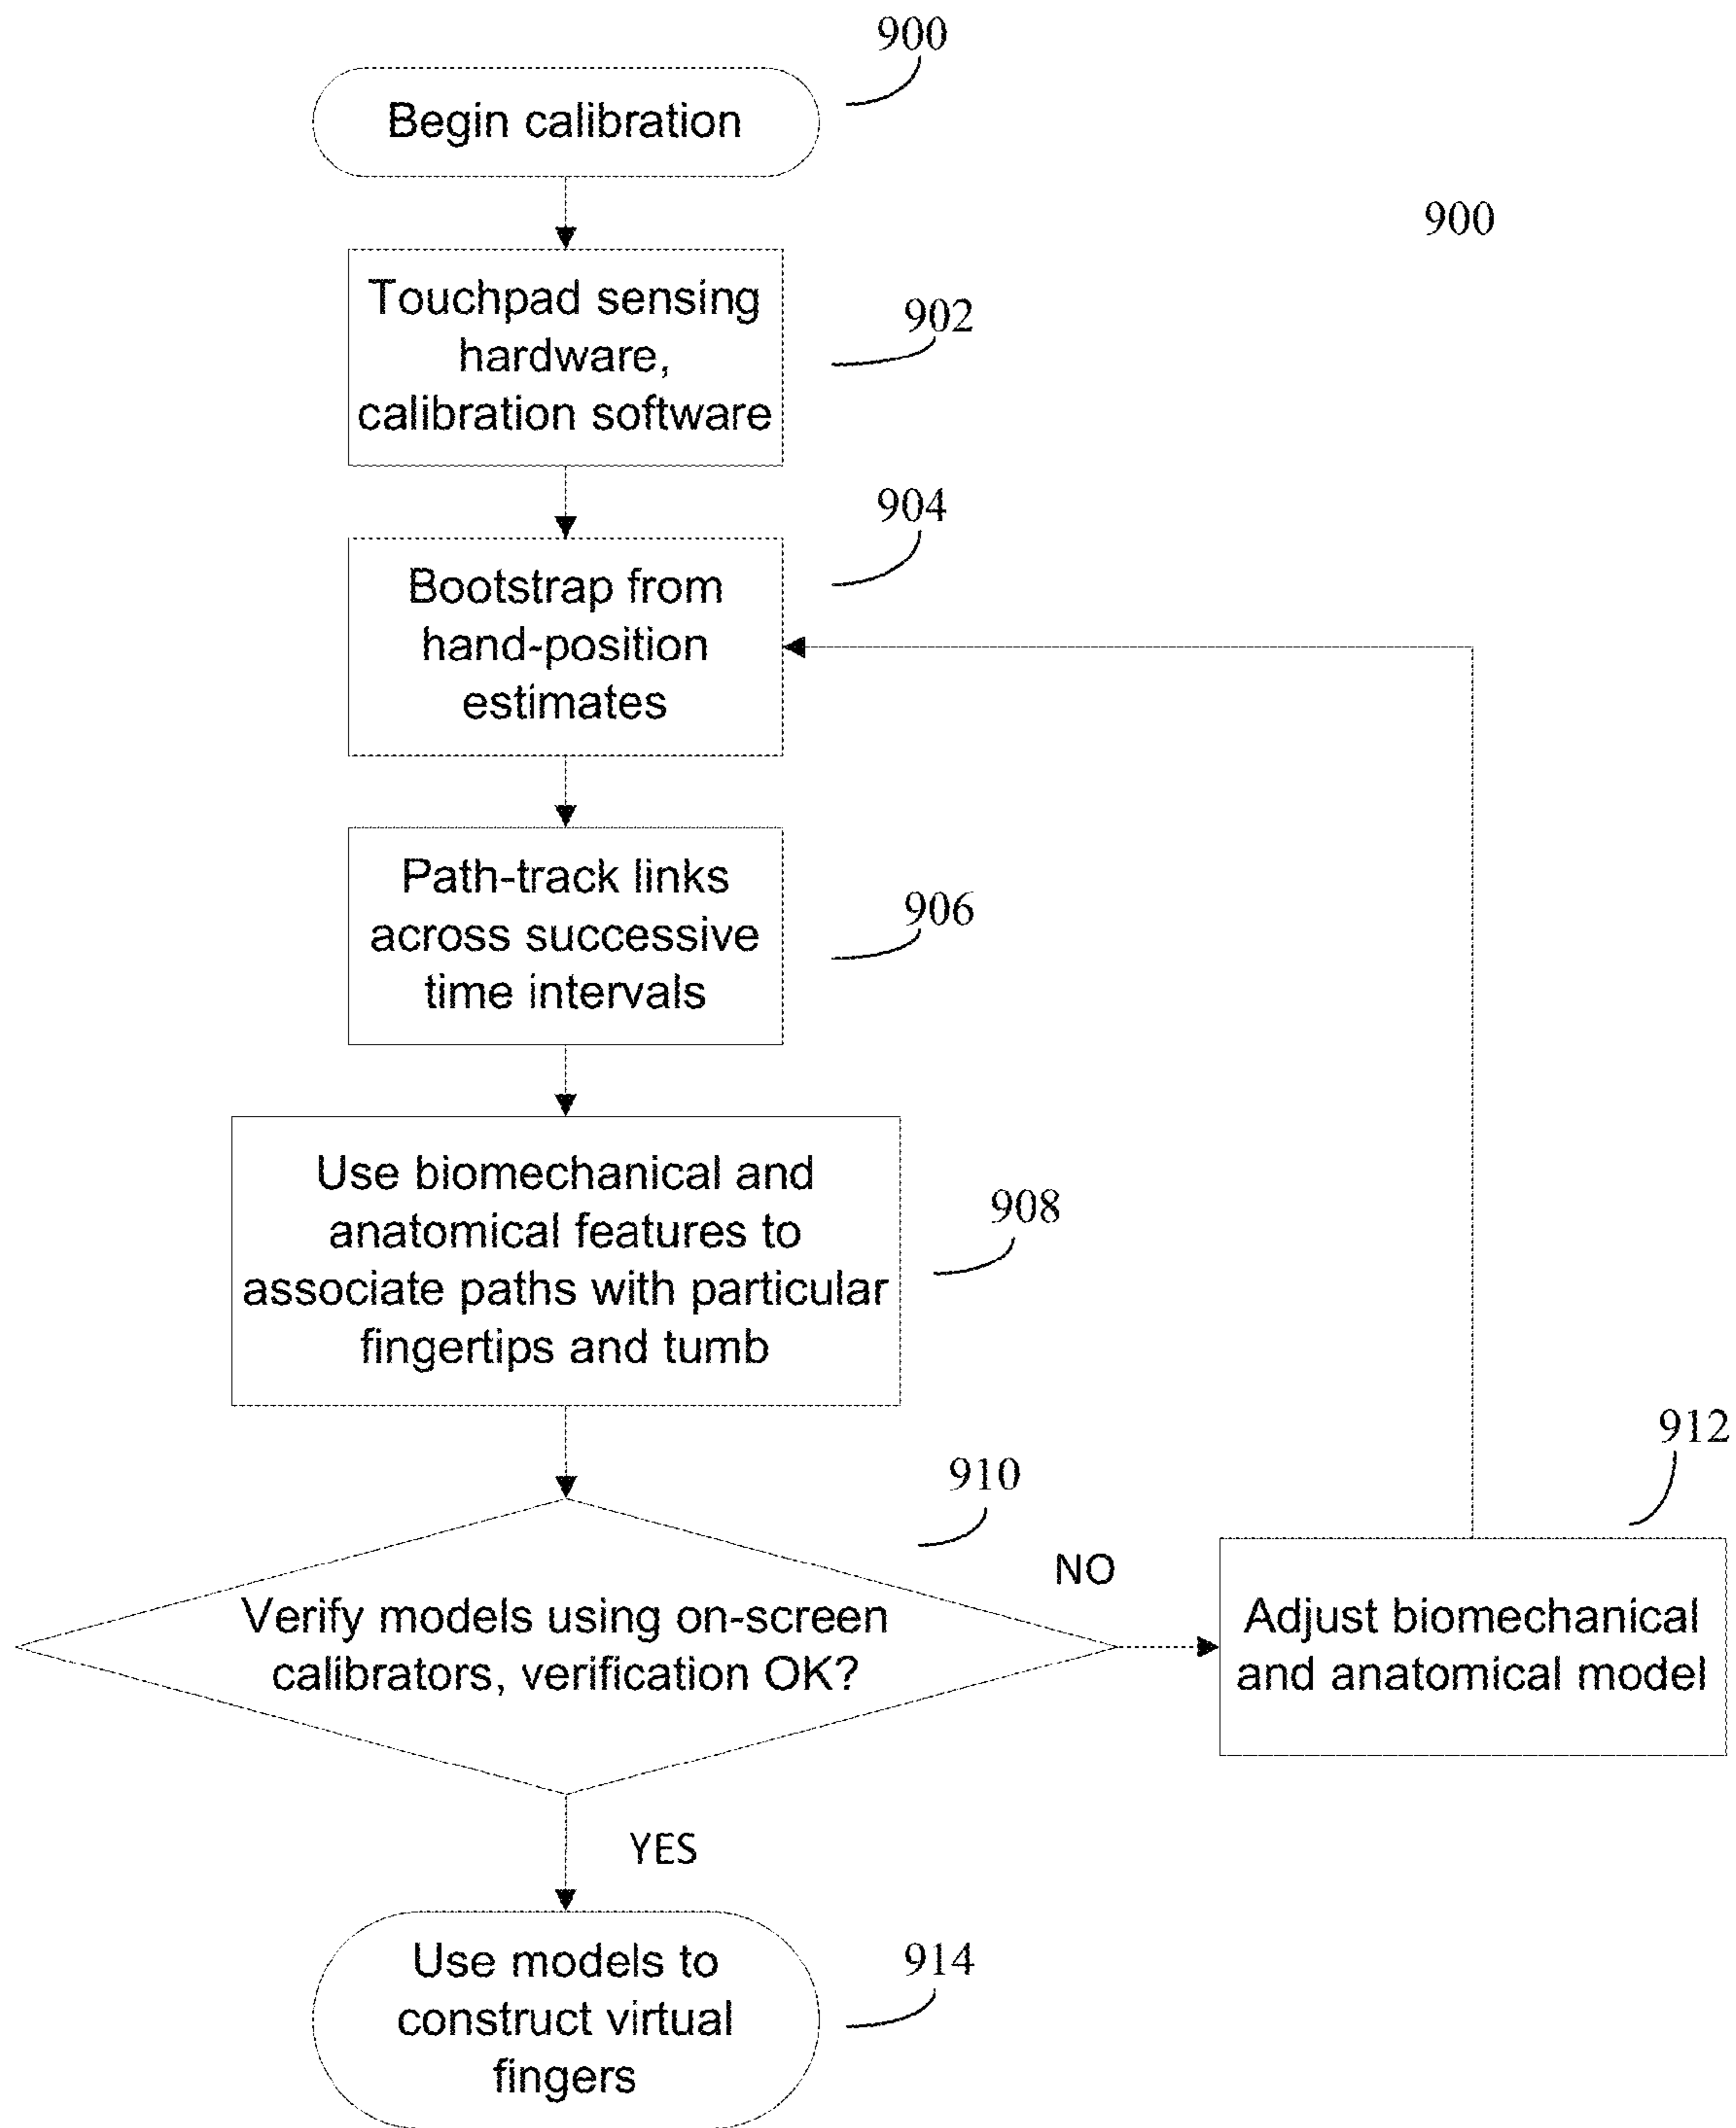 900
Begin calibration
900
Touchpad sensing
hardware,
calibration software
902
904
Bootstrap from
hand-position
estimates
Path-track links
across successive
time intervals
906
Use biomechanical and
anatomical features to
associate paths with particular
fingertips and tumb
908
910
Verify models using on-screen
calibrators, verification OK?
NO
912
Adjust biomechanical
and anatomical model
YES
Use models to
construct virtual
fingers
914